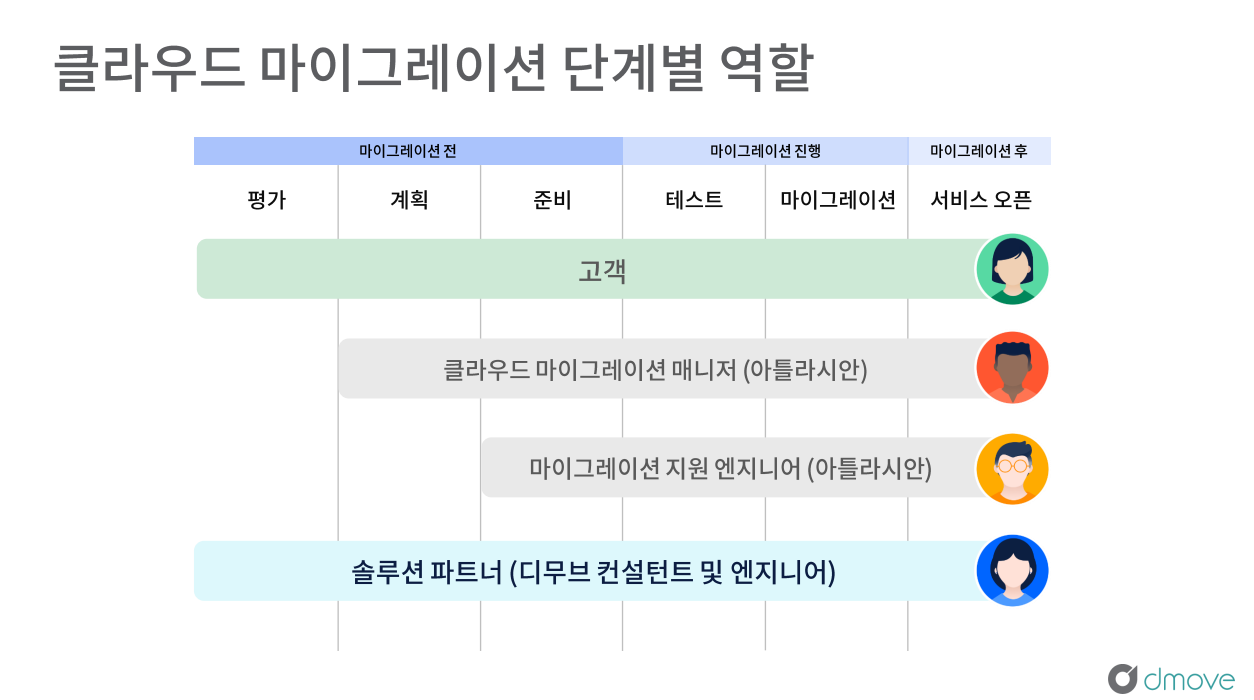 클라우드 마이그레이션 단계별 역할
마이그레이션 전
마이그레이션 진행
마이그레이션 후
평가
계획
준비
테스트
마이그레이션
서비스 오픈
고객
클라우드 마이그레이션 매니저 (아틀라시안)
마이그레이션 지원 엔지니어 (아틀라시안)
솔루션 파트너 (디무브 컨설턴트 및 엔지니어)
dmove